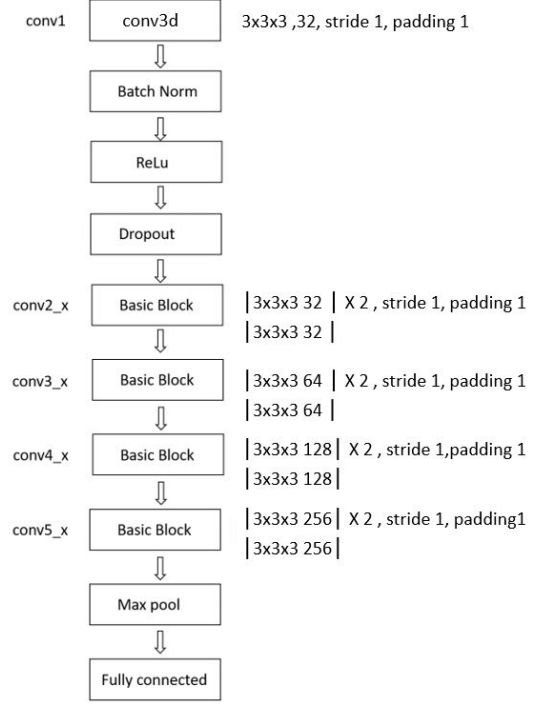 conv1 conv3d 3x3x3 ,32, stride 1, padding 1
Batch Norm
ReLu
Dropout
conv2_x Basic Block |3x3x3 32 | X 2 , stride 1, padding 1
|3x3x3 32 |
conv3_x Basic Block |3x3x3 64 | X 2 , stride 1, padding 1
|3x3x3 64 |
conv4_x Basic Block |3x3x3 128| X 2 , stride 1,padding 1
|3x3x3 128|
conv5_x Basic Block |3x3x3 256| X 2 , stride 1, padding1
|3x3x3 256|
Max pool
Fully connected